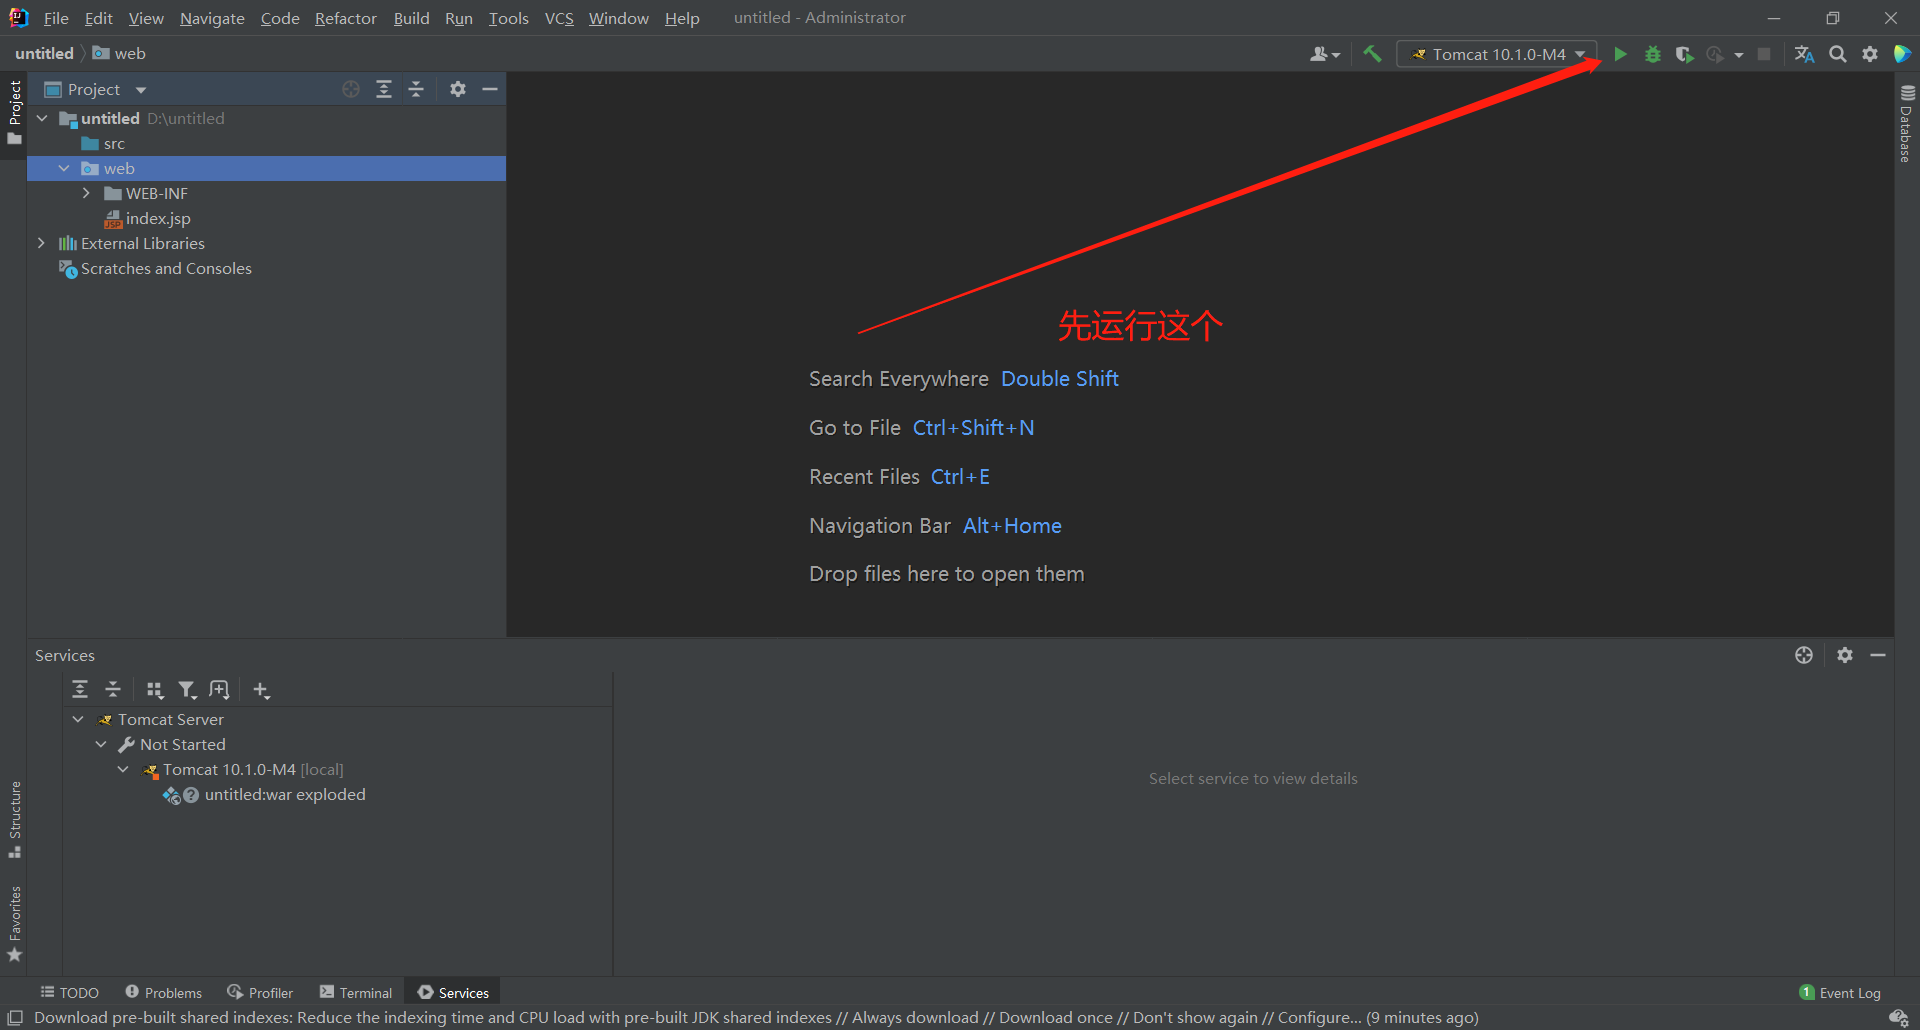 File Edit View Navigate Code Refactor Build Run Tools VCS Window Help untitled - Administrator
untitled web Tomcat 10.1.0-M4
Project
Project
untitled D:\untitled
src
web
WEB-INF
index.jsp
External Libraries
Scratches and Consoles
Database
先运行这个
Search Everywhere Double Shift
Go to File Ctrl+Shift+N
Recent Files Ctrl+E
Navigation Bar Alt+Home
Drop files here to open them
Services
Tomcat Server
Not Started
Tomcat 10.1.0-M4 [local]
untitled:war exploded
Select service to view details
Structure
Favorites
TODO Problems Profiler Terminal Services 1 Event Log
Download pre-built shared indexes: Reduce the indexing time and CPU load with pre-built JDK shared indexes // Always download // Download once // Don't show again // Configure... (9 minutes ago)